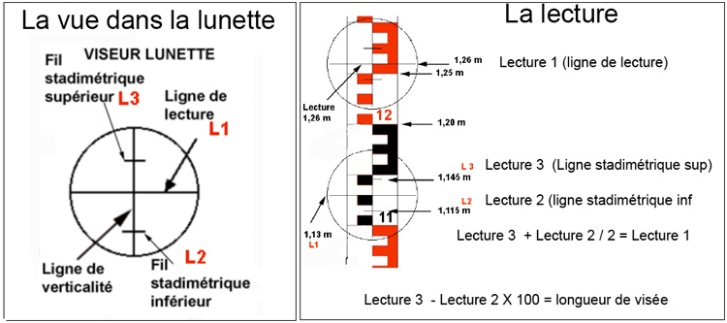 La vue dans la lunette
VISEUR LUNETTE
Fil
stadimétrique
supérieur L3
Ligne de
lecture
L1
Ligne de
verticalité
L2
Fil
stadimétrique
inférieur
La lecture
1,26 m
Lecture 1 (ligne de lecture)
1,25 m
Lecture
1,26 m
12
1,20 m
L 3
Lecture 3 (Ligne stadimétrique sup)
1,145 m
L2
Lecture 2 (ligne stadimétrique inf
1,115 m
11
1,13 m
L1
Lecture 3 + Lecture 2 / 2 = Lecture 1
Lecture 3 - Lecture 2 X 100 = longueur de visée